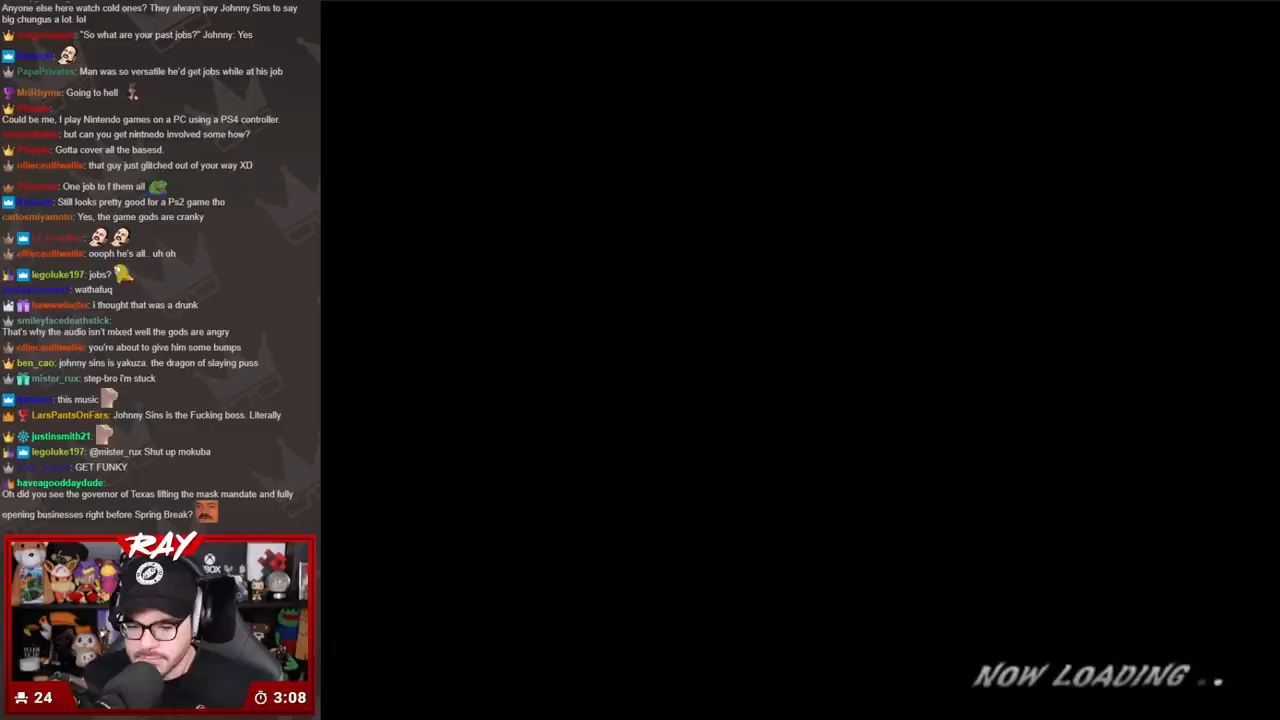 Anyone else here watch cold ones? They always pay Johnny Sins to say
big chungus a lot. lol
"So what are your past jobs?" Johnny: Yes
PapaPrivates: Man was so versatile he'd get jobs while at his job
MriRhyme: Going to hell
Could be me, I play Nintendo games on a PC using a PS4 controller.
but can you get nintnedo involved some how?
Gotta cover all the basesd.
olliecaulliwallis: that guy just glitched out of your way XD
One job to f them all
Still looks pretty good for a Ps2 game tho
carlosmiyamoto: Yes, the game gods are cranky
olliecaulliwallis: oooph he's all.. uh oh
legoluke197: jobs?
wathafuq
hawwwlucha: i thought that was a drunk
smileyfacedeathstick:
That's why the audio isn't mixed well the gods are angry
olliecaulliwallis: you're about to give him some bumps
ben_cao: johnny sins is yakuza. the dragon of slaying puss
mister_rux: step-bro i'm stuck
this music
LarsPantsOnFars: Johnny Sins is the Fucking boss. Literally
justinsmith21:
legoluke197: @mister_rux Shut up mokuba
GET FUNKY
haveagooddaydude:
Oh did you see the governor of Texas lifting the mask mandate and fully
opening businesses right before Spring Break?
RAY
XBOX
24
3:08
NOW LOADING ..